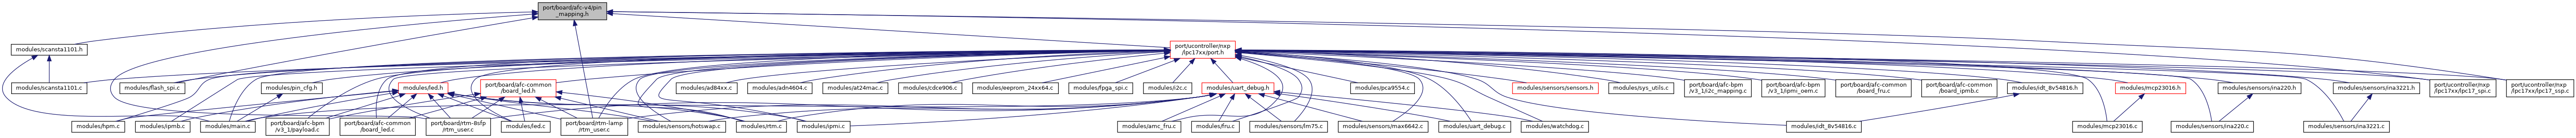 port/board/afc-v4/pin
_mapping.h
modules/scansta1101.h
port/ucontroller/nxp
/lpc17xx/port.h
modules/scansta1101.c
modules/flash_spi.c
modules/pin_cfg.h
modules/led.h
port/board/afc-common
/board_led.h
modules/ad84xx.c
modules/adn4604.c
modules/at24mac.c
modules/cdce906.c
modules/eeprom_24xx64.c
modules/fpga_spi.c
modules/i2c.c
modules/uart_debug.h
modules/pca9554.c
modules/sensors/sensors.h
modules/sys_utils.c
port/board/afc-bpm
/v3_1/i2c_mapping.c
port/board/afc-bpm
/v3_1/ipmi_oem.c
port/board/afc-common
/board_fru.c
port/board/afc-common
/board_ipmb.c
modules/idt_8v54816.h
modules/mcp23016.h
modules/sensors/ina220.h
modules/sensors/ina3221.h
port/ucontroller/nxp
/lpc17xx/lpc17_spi.c
port/ucontroller/nxp
/lpc17xx/lpc17_ssp.c
modules/hpm.c
modules/ipmb.c
modules/main.c
port/board/afc-bpm
/v3_1/payload.c
port/board/afc-common
/board_led.c
port/board/rtm-8sfp
/rtm_user.c
modules/led.c
port/board/rtm-lamp
/rtm_user.c
modules/sensors/hotswap.c
modules/rtm.c
modules/ipmi.c
modules/amc_fru.c
modules/fru.c
modules/sensors/lm75.c
modules/sensors/max6642.c
modules/uart_debug.c
modules/watchdog.c
modules/idt_8v54816.c
modules/mcp23016.c
modules/sensors/ina220.c
modules/sensors/ina3221.c